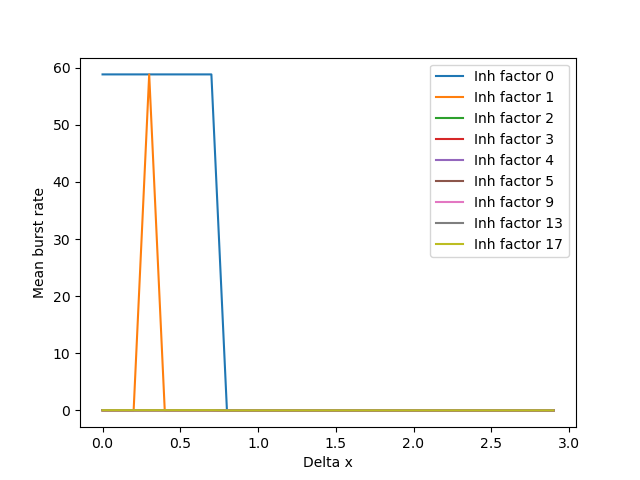 60
50
40
30
20
10
0
Mean burst rate
Inh factor 0
Inh factor 1
Inh factor 2
Inh factor 3
Inh factor 4
Inh factor 5
Inh factor 9
Inh factor 13
Inh factor 17
0.0 0.5 1.0 1.5 2.0 2.5 3.0
Delta x